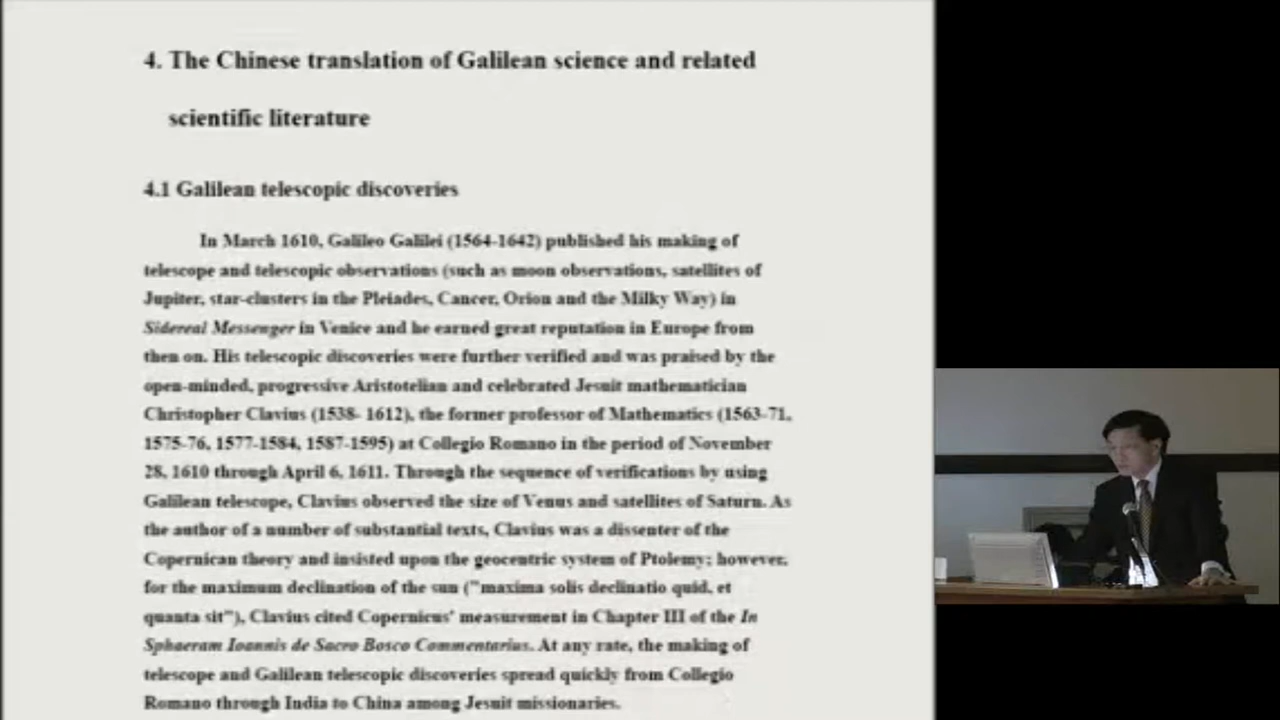 4. The Chinese translation of Galilean science and related
scientific literature
4.1 Galilean telescopic discoveries
In March 1610, Galileo Galilei (1564-1642) published his making of
telescope and telescopic observations (such as moon observations, satellites of
Jupiter, star-clusters in the Pleiades, Cancer, Orion and the Milky Way) in
Sidereal Messenger in Venice and he earned great reputation in Europe from
then on. His telescopic discoveries were further verified and was praised by the
open-minded, progressive Aristotelian and celebrated Jesuit mathematician
Christopher Clavius (1538- 1612), the former professor of Mathematics (1563-71,
1575-76, 1577-1584, 1587-1595) at Collegio Romano in the period of November
28, 1610 through April 6, 1611. Through the sequence of verifications by using
Galilean telescope, Clavius observed the size of Venus and satellites of Saturn. As
the author of a number of substantial texts, Clavius was a dissenter of the
Copernican theory and insisted upon the geocentric system of Ptolemy; however,
for the maximum declination of the sun ("maxima solis declinatio quid, et
quanta sit"), Clavius cited Copernicus' measurement in Chapter III of the In
Sphaeram Ioannis de Sacro Bosco Commentarius. At any rate, the making of
telescope and Galilean telescopic discoveries spread quickly from Collegio
Romano through India to China among Jesuit missionaries.